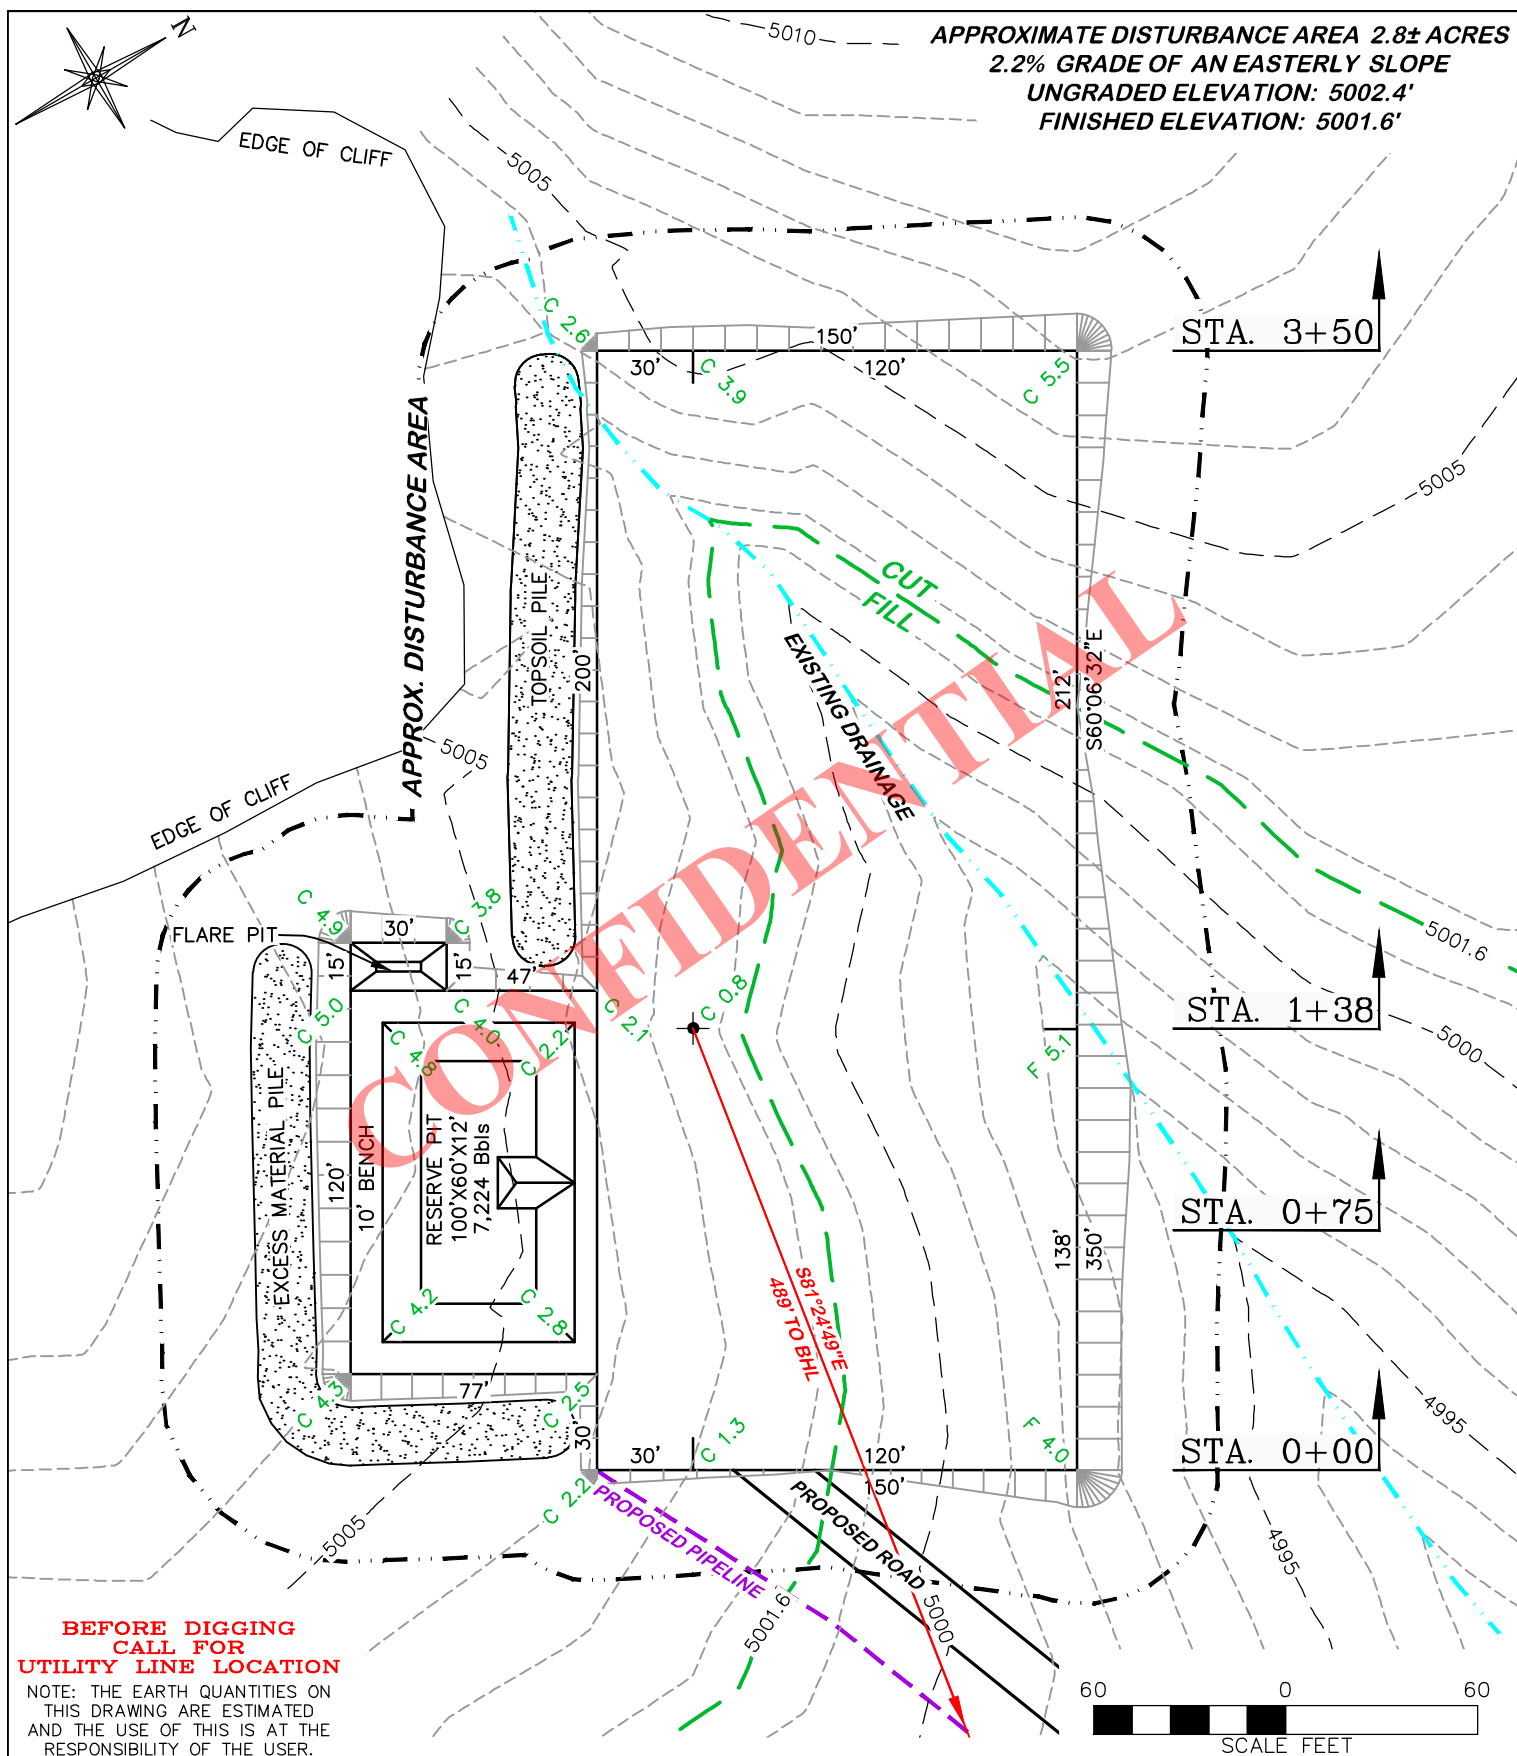 N
5010
APPROXIMATE DISTURBANCE AREA 2.8± ACRES
2.2% GRADE OF AN EASTERLY SLOPE
UNGRADED ELEVATION: 5002.4'
FINISHED ELEVATION: 5001.6'
EDGE OF CLIFF
5005
C 2.6
150'
30'
120'
C 3.9
C 5.5
STA. 3+50
APPROX. DISTURBANCE AREA
TOPSOIL PILE
200'
CUT
FILL
5005
EXISTING DRAINAGE
212'
S60°06'32"E
5005
EDGE OF CLIFF
CONFIDENTIAL
C 4.9
30'
C 3.8
FLARE PIT
15'
15'
47'
5001.6
C 5.0
C 4.0
C 4.8
C 2.2
C 2.1
C 0.8
F 5.1
STA. 1+38
5000
EXCESS MATERIAL PILE
120'
10' BENCH
RESERVE PIT
100'X60'X12'
7,224 Bbls
138'
350'
STA. 0+75
S81°24'49"E
489' TO BHL
C 4.2
C 2.8
C 4.3
77'
C 2.5
30'
30'
C 1.3
120'
F 4.0
150'
STA. 0+00
4995
C 2.2
PROPOSED PIPELINE
PROPOSED ROAD
5005
5001.6
5000
4995
BEFORE DIGGING
CALL FOR
UTILITY LINE LOCATION
NOTE: THE EARTH QUANTITIES ON
THIS DRAWING ARE ESTIMATED
AND THE USE OF THIS IS AT THE
RESPONSIBILITY OF THE USER.
60 0 60
SCALE FEET